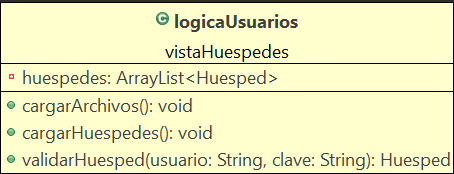 logicaUsuarios
vistaHuespedes
huespedes: ArrayList<Huesped>
cargarArchivos(): void
cargarHuespedes(): void
validarHuesped(usuario: String, clave: String): Huesped